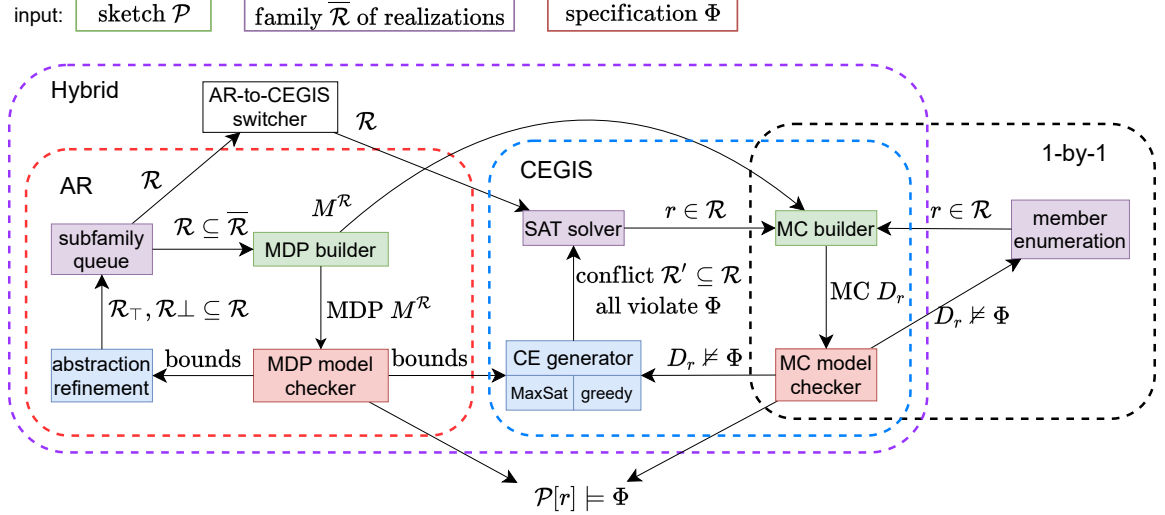 input: sketch 𝒫 family ℛ̅ of realizations specification Φ
Hybrid
AR-to-CEGIS
switcher
ℛ
1-by-1
AR
CEGIS
ℛ
M^ℛ
subfamily
queue
ℛ ⊆ ℛ̅
MDP builder
SAT solver
r ∈ ℛ
MC builder
r ∈ ℛ
member
enumeration
conflict ℛ′ ⊆ ℛ
all violate Φ
ℛ⊤, ℛ⊥ ⊆ ℛ
MDP M^ℛ
MC D_r
D_r ⊭ Φ
abstraction
refinement
bounds
MDP model
checker
bounds
CE generator
MaxSat greedy
D_r ⊭ Φ
MC model
checker
𝒫[r] ⊨ Φ